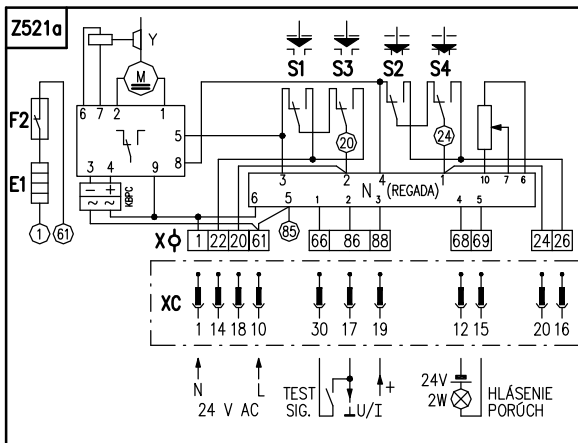 Z521a
Y
M
S1 S3 S2 S4
6 7 2 1
F2
5
8
20
24
E1
3 4 9
− +
~ ~
KBPC
3 2 4 1 10 7 6
N (REGADA)
6 5 1 2 3 4 5
1 61
85
X 1 22 20 61 66 86 88 68 69 24 26
XC
1 14 18 10 30 17 19 12 15 20 16
N L
24 V AC
TEST
SIG.
⊥U/I
+
24V
2W
HLÁSENIE
PORÚCH